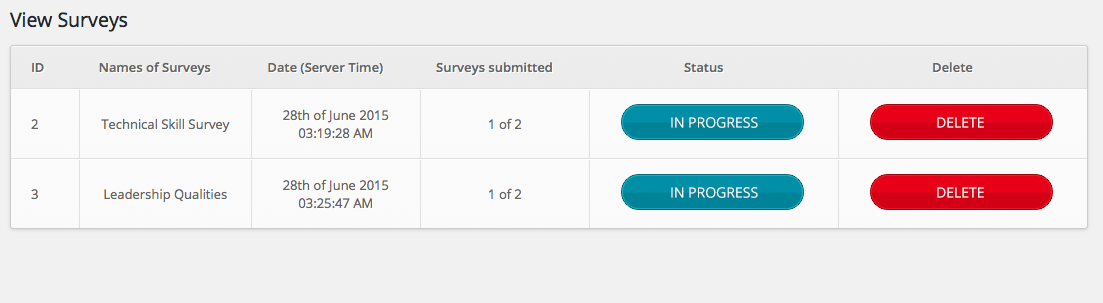 View Surveys
ID Names of Surveys Date (Server Time) Surveys submitted Status Delete
2 Technical Skill Survey 28th of June 2015 1 of 2 IN PROGRESS DELETE
03:19:28 AM
3 Leadership Qualities 28th of June 2015 1 of 2 IN PROGRESS DELETE
03:25:47 AM